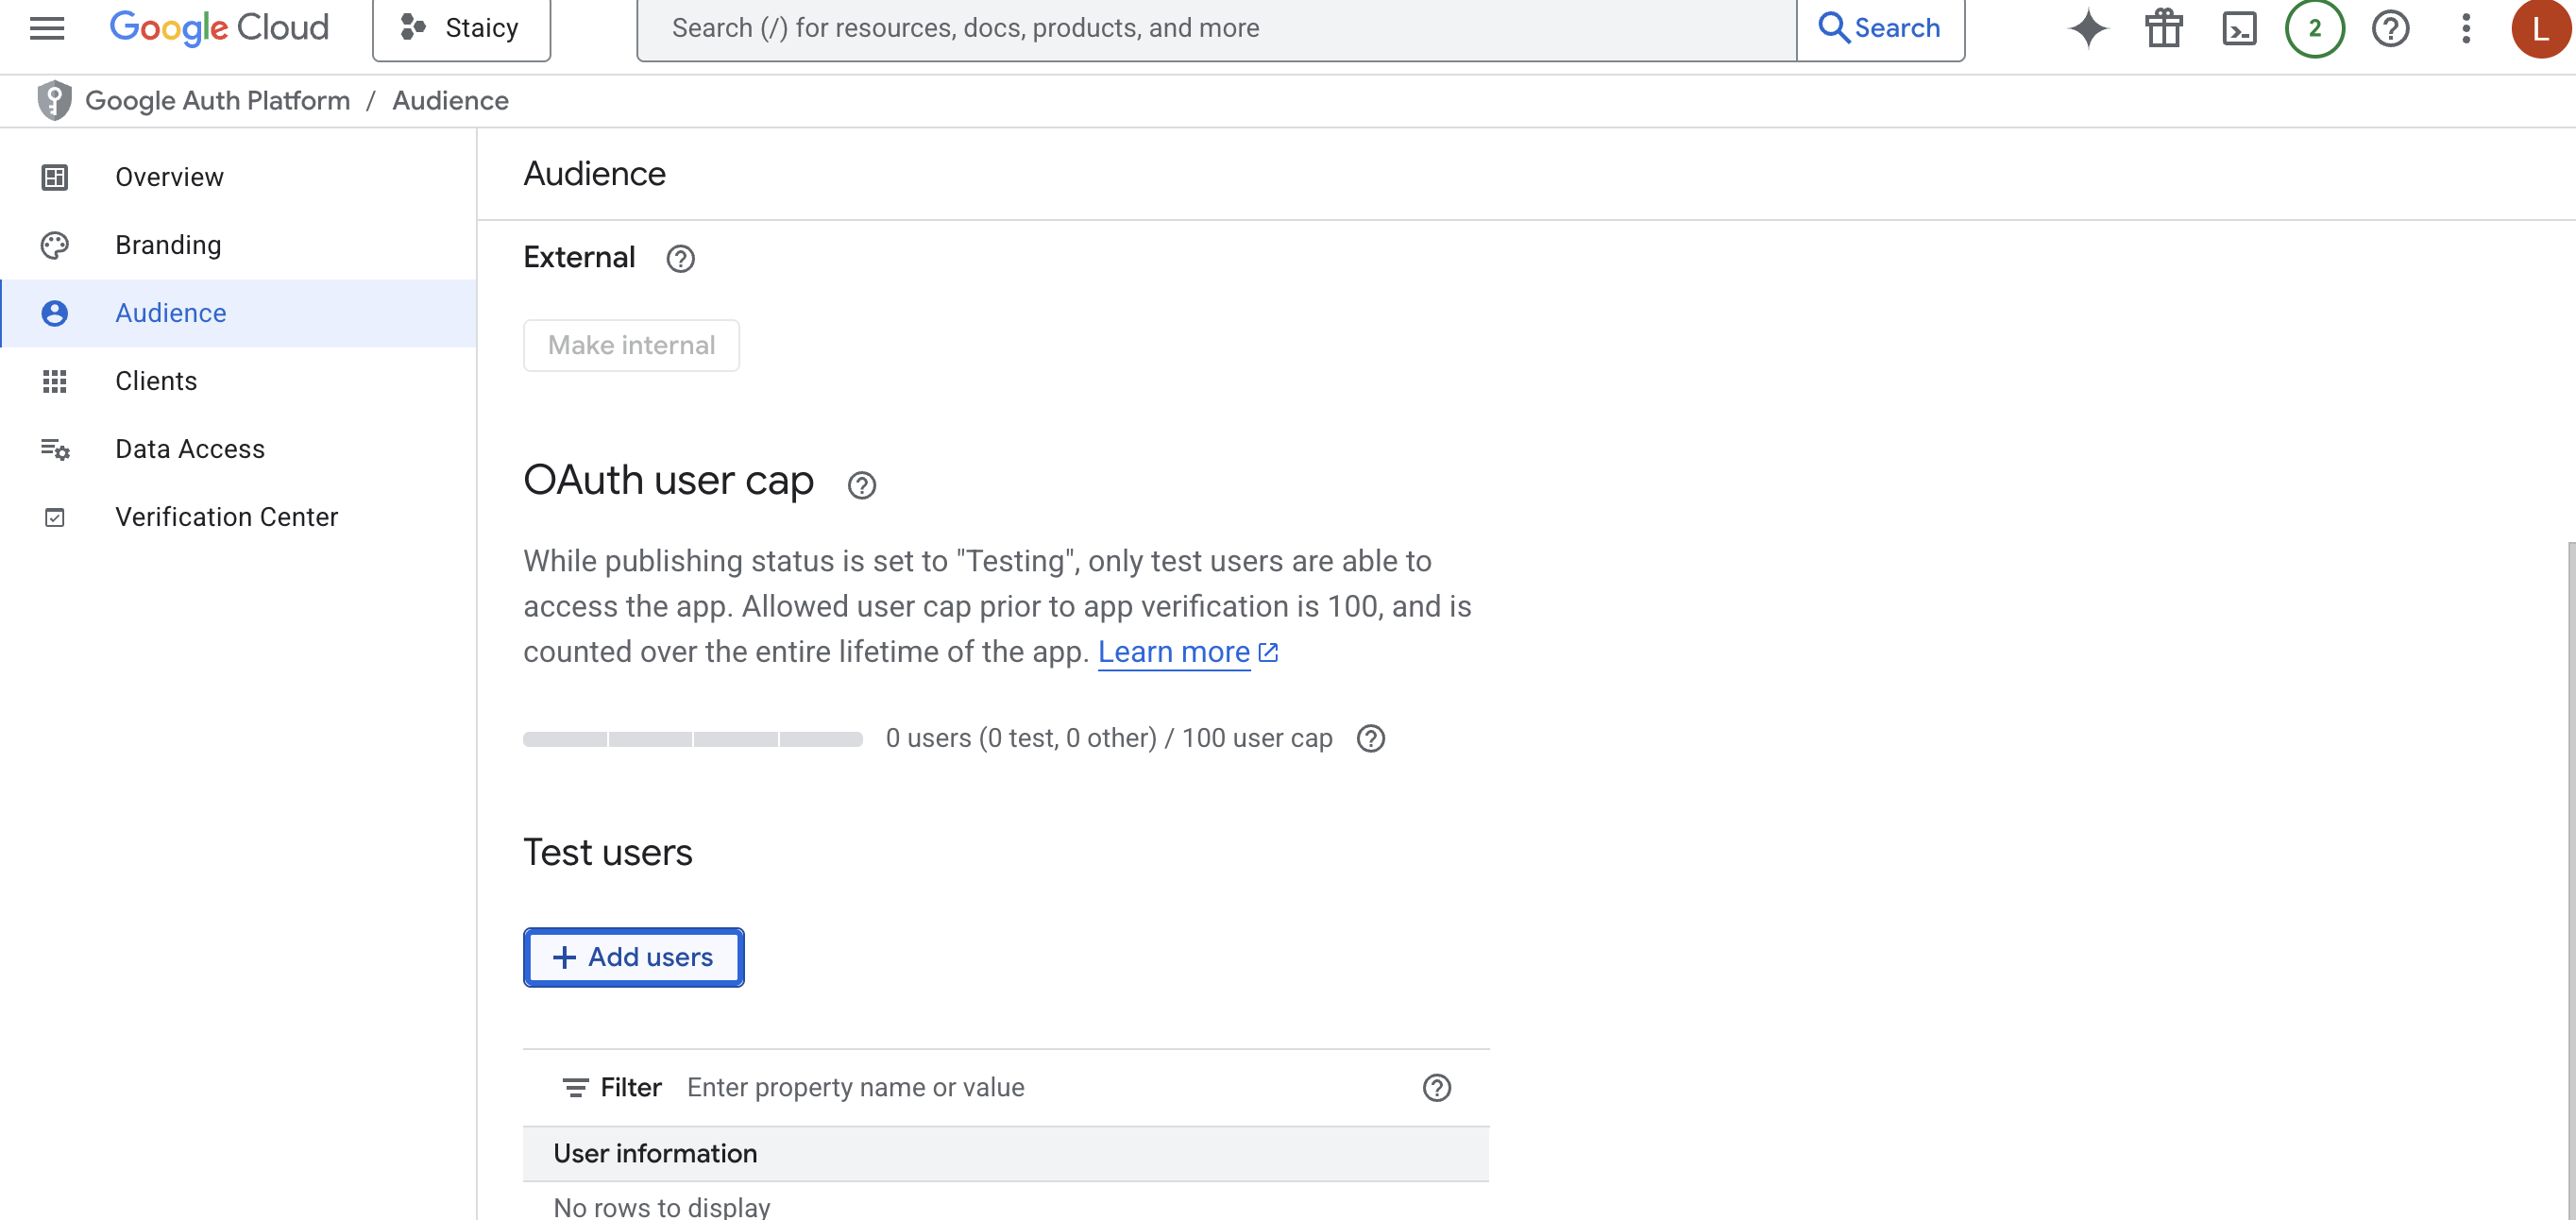 Google Cloud
Staicy
Search (/) for resources, docs, products, and more
Search
2
L
Google Auth Platform / Audience
Overview
Branding
Audience
Clients
Data Access
Verification Center
Audience
External
Make internal
OAuth user cap
While publishing status is set to "Testing", only test users are able to
access the app. Allowed user cap prior to app verification is 100, and is
counted over the entire lifetime of the app. Learn more
0 users (0 test, 0 other) / 100 user cap
Test users
+ Add users
Filter Enter property name or value
User information
No rows to display